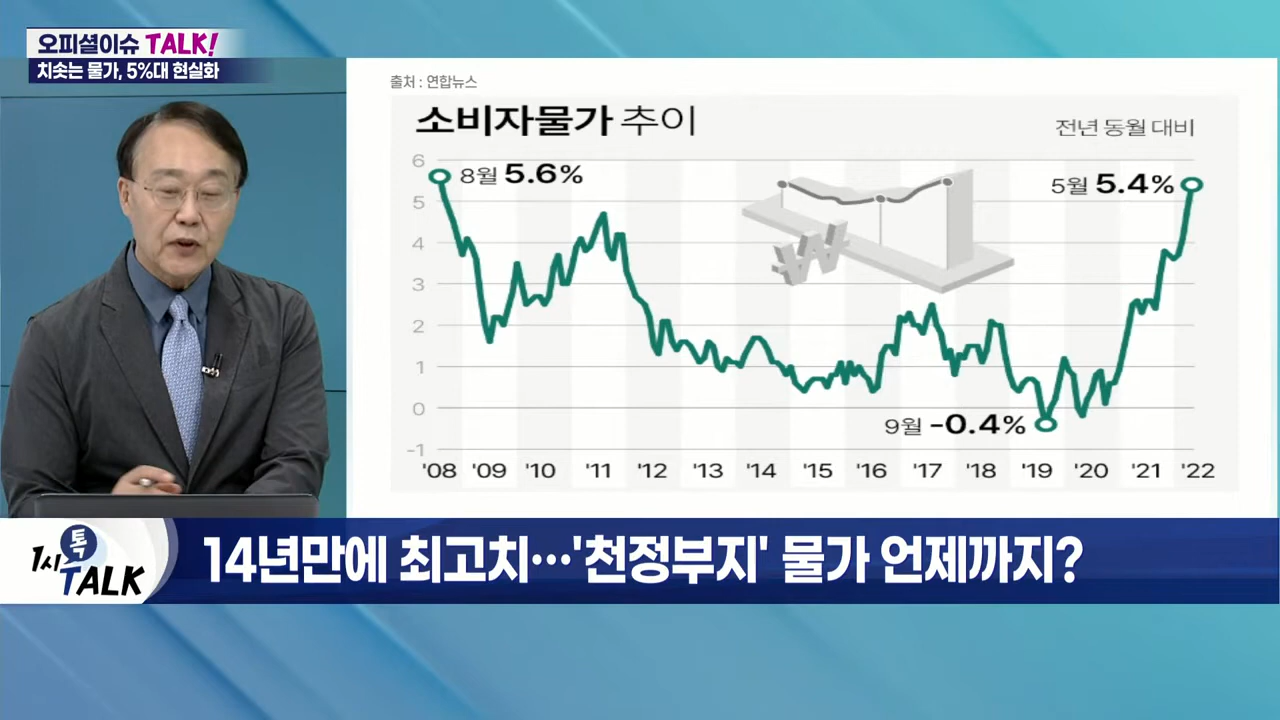 오피셜이슈 TALK!
치솟는 물가, 5%대 현실화
출처 : 연합뉴스
소비자물가 추이
전년 동월 대비
6
5
4
3
2
1
0
-1
8월 5.6%
5월 5.4%
9월 -0.4%
'08 '09 '10 '11 '12 '13 '14 '15 '16 '17 '18 '19 '20 '21 '22
₩
1시 톡 TALK
14년만에 최고치…'천정부지' 물가 언제까지?